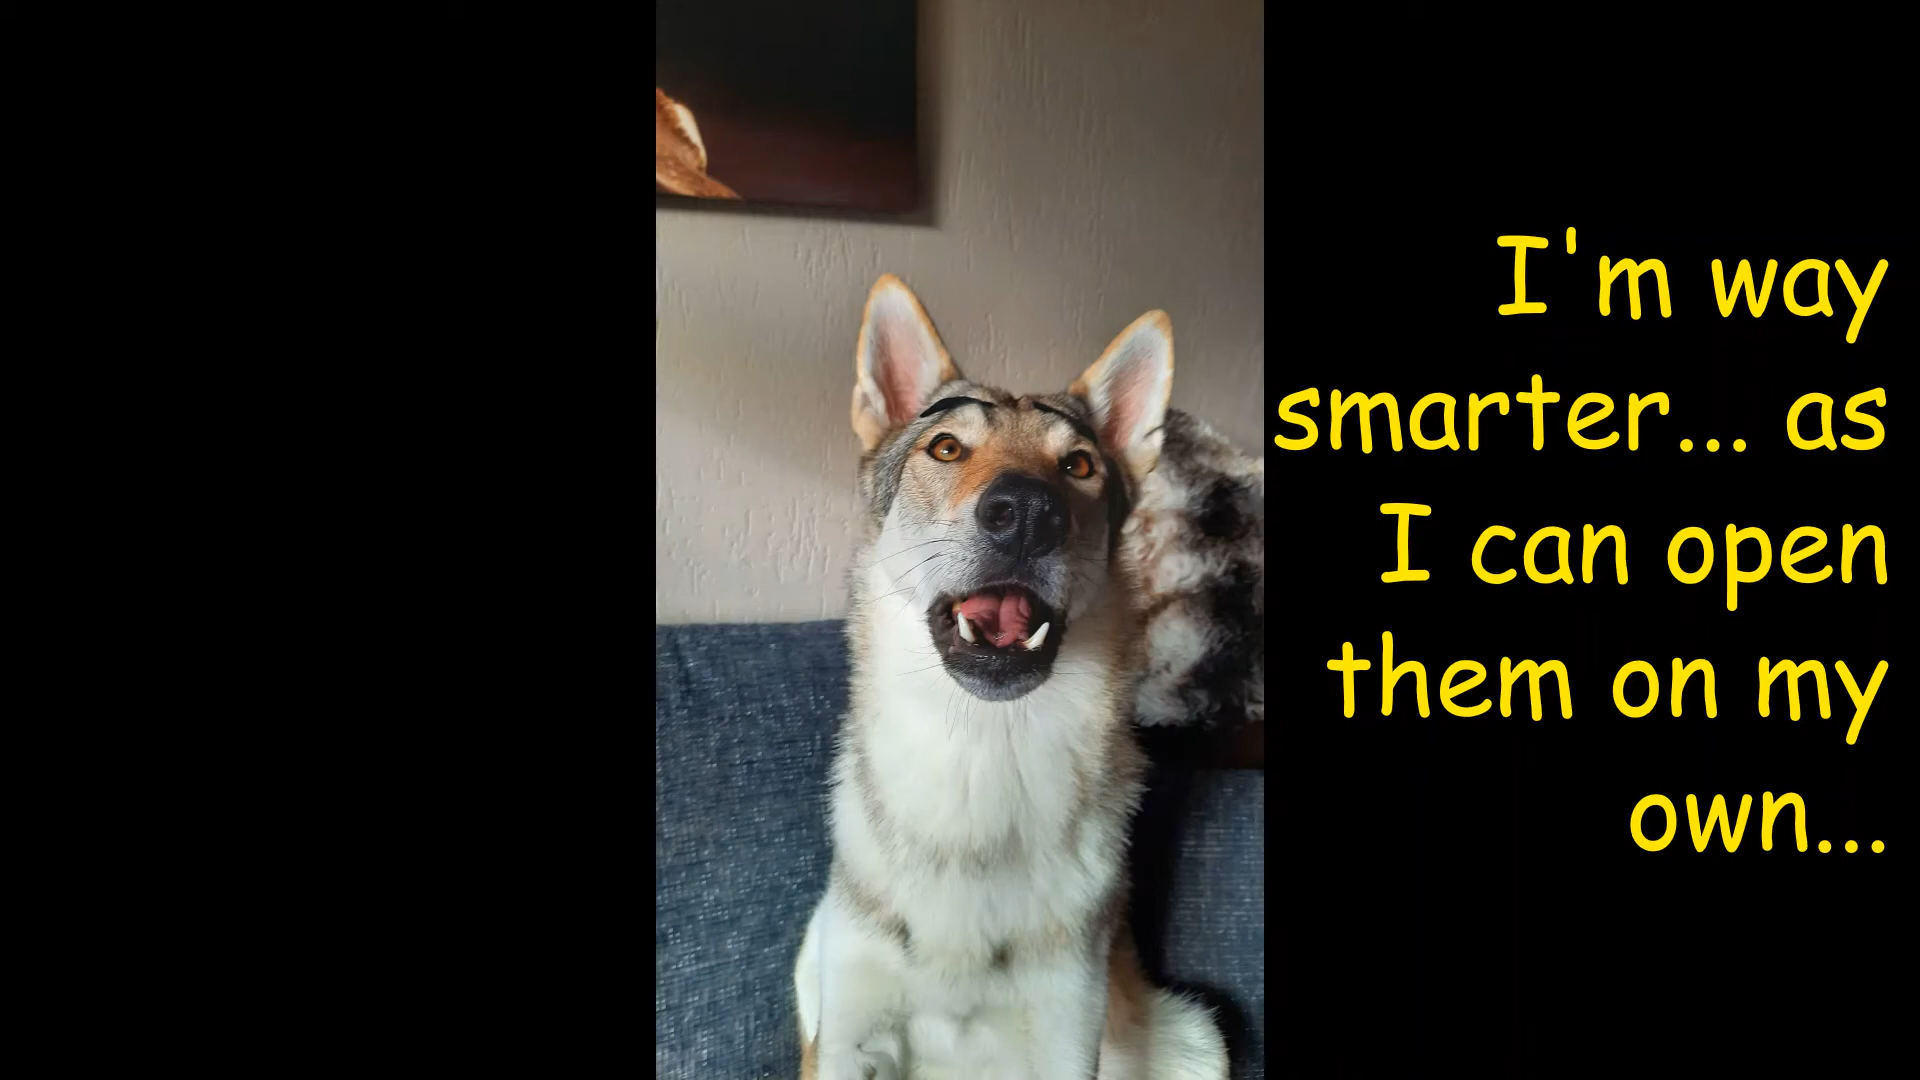 I'm way
smarter... as
I can open
them on my
own...